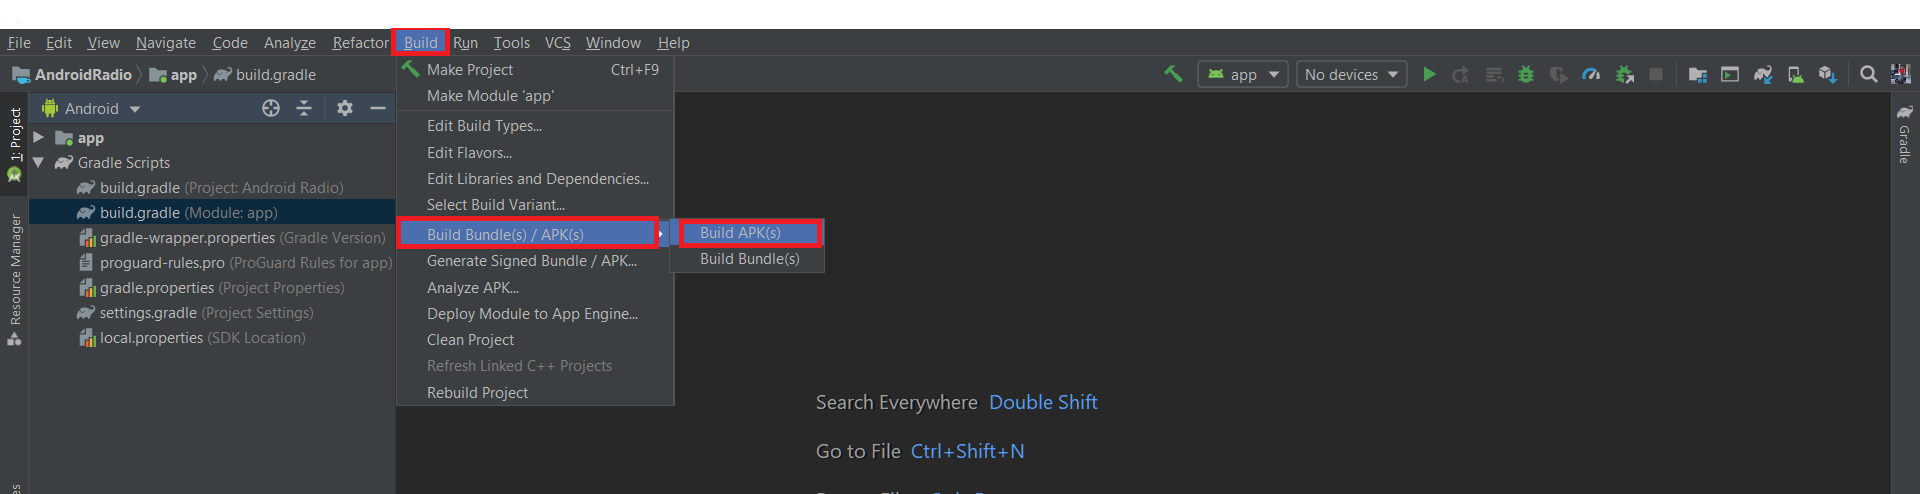 File Edit View Navigate Code Analyze Refactor Build Run Tools VCS Window Help
AndroidRadio app build.gradle
app No devices
Android
1: Project
Resource Manager
app
Gradle Scripts
build.gradle (Project: Android Radio)
build.gradle (Module: app)
gradle-wrapper.properties (Gradle Version)
proguard-rules.pro (ProGuard Rules for app)
gradle.properties (Project Properties)
settings.gradle (Project Settings)
local.properties (SDK Location)
Make Project Ctrl+F9
Make Module 'app'
Edit Build Types...
Edit Flavors...
Edit Libraries and Dependencies...
Select Build Variant...
Build Bundle(s) / APK(s)
Generate Signed Bundle / APK...
Analyze APK...
Deploy Module to App Engine...
Clean Project
Refresh Linked C++ Projects
Rebuild Project
Build APK(s)
Build Bundle(s)
Search Everywhere Double Shift
Go to File Ctrl+Shift+N
Gradle